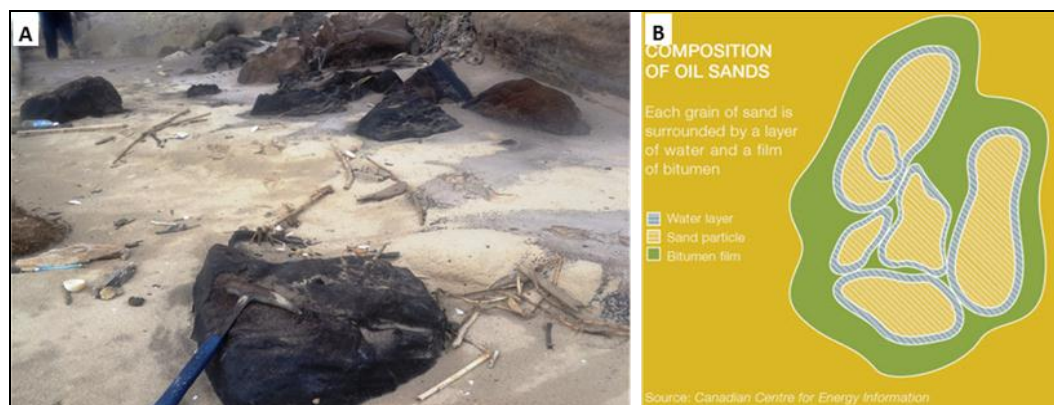 A
B
COMPOSITION
OF OIL SANDS
Each grain of sand is
surrounded by a layer
of water and a film
of bitumen
Water layer
Sand particle
Bitumen film
Source: Canadian Centre for Energy Information